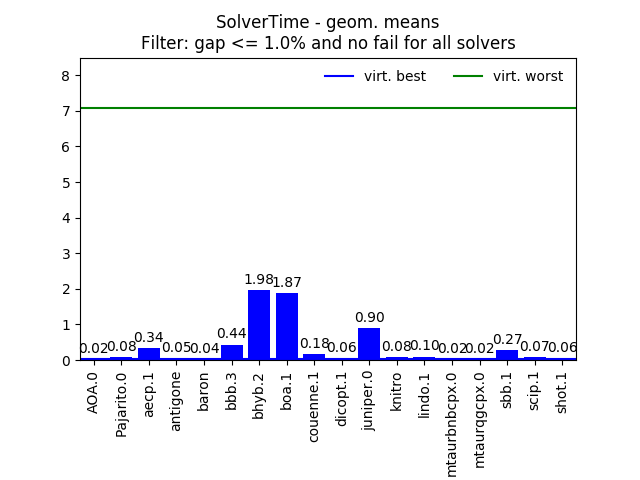 SolverTime - geom. means
Filter: gap <= 1.0% and no fail for all solvers
virt. best virt. worst
8
7
6
5
4
3
2
1
0
0.02 0.08 0.34 0.05 0.04 0.44 1.98 1.87 0.18 0.06 0.90 0.08 0.10 0.02 0.02 0.27 0.07 0.06
AOA.0
Pajarito.0
aecp.1
antigone
baron
bbb.3
bhyb.2
boa.1
couenne.1
dicopt.1
juniper.0
knitro
lindo.1
mtaurbnbcpx.0
mtaurqgcpx.0
sbb.1
scip.1
shot.1